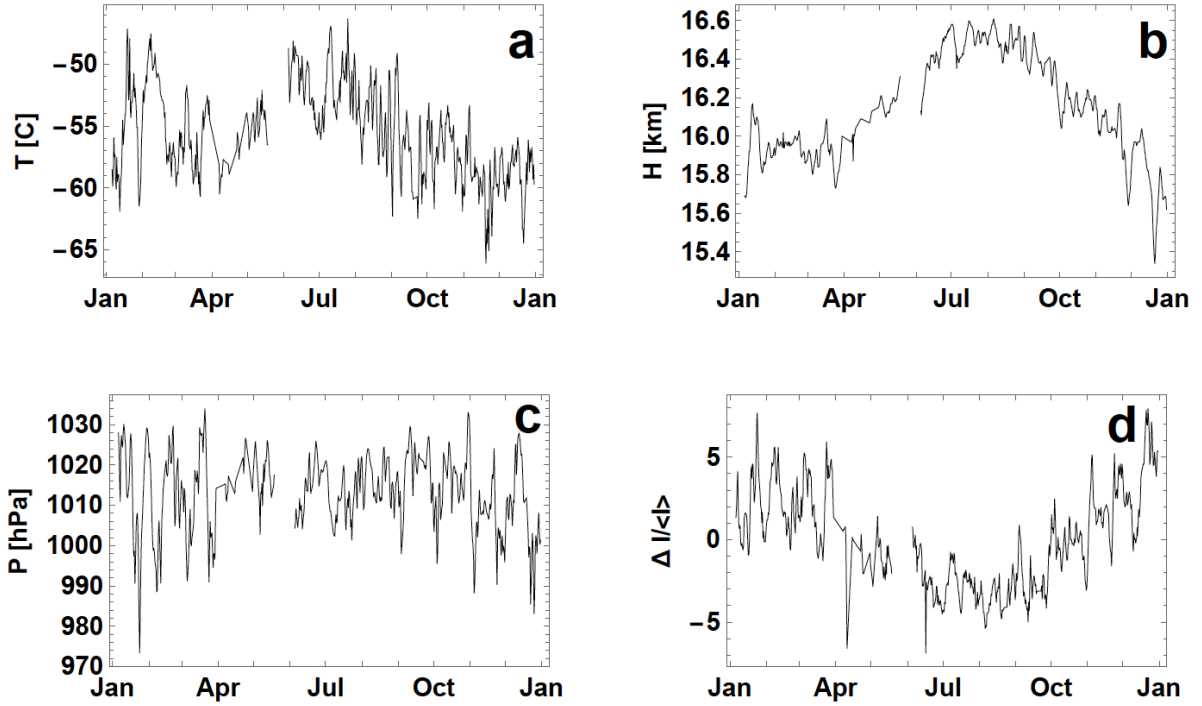 a
T [C]
−50
−55
−60
−65
Jan Apr Jul Oct Jan
b
H [km]
16.6
16.4
16.2
16.0
15.8
15.6
15.4
Jan Apr Jul Oct Jan
c
P [hPa]
1030
1020
1010
1000
990
980
970
Jan Apr Jul Oct Jan
d
Δ I/<I>
5
0
−5
Jan Apr Jul Oct Jan